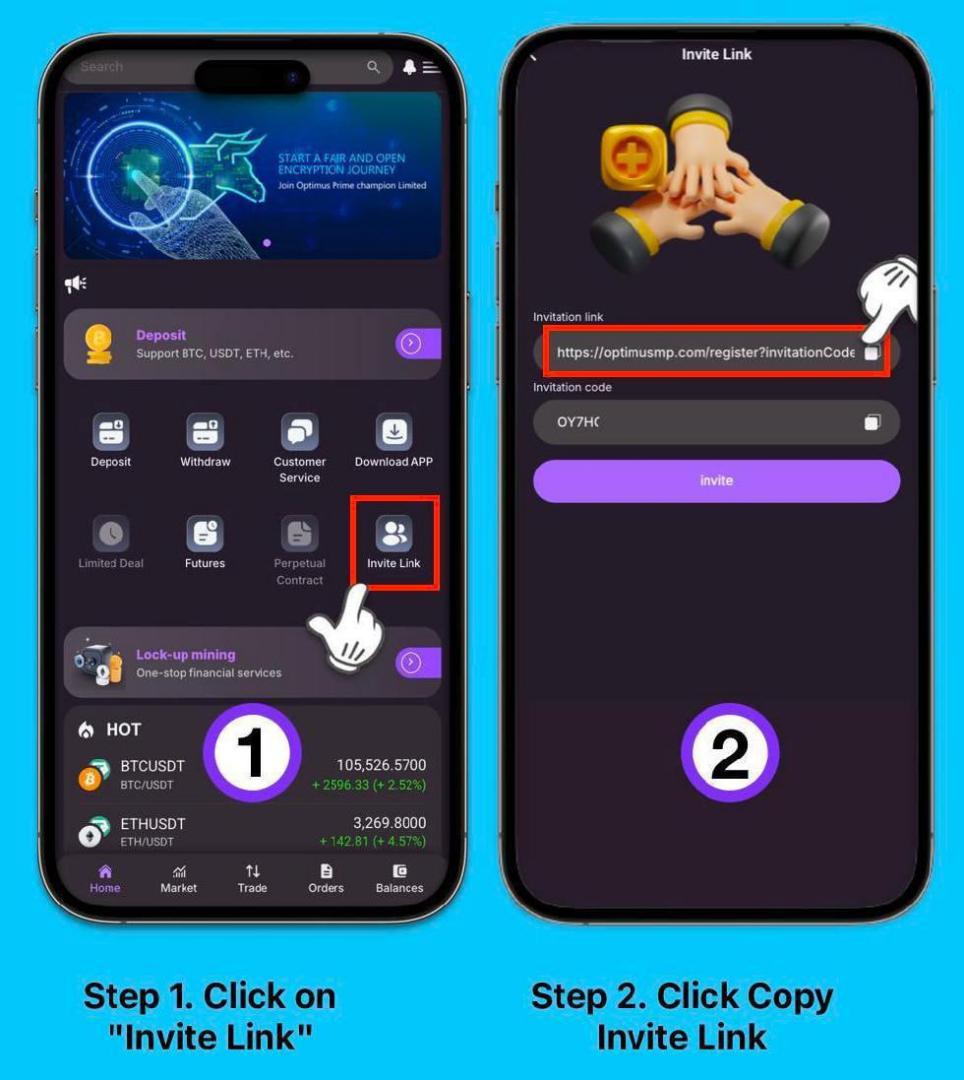 Search
START A FAIR AND OPEN
ENCRYPTION JOURNEY
Join Optimus Prime champion Limited
Deposit
Support BTC, USDT, ETH, etc.
Deposit
Withdraw
Customer
Service
Download APP
Limited Deal
Futures
Perpetual
Contract
Invite Link
Lock-up mining
One-stop financial services
HOT
BTCUSDT
105,526.5700
BTC/USDT
+ 2596.33 (+ 2.52%)
ETHUSDT
3,269.8000
ETH/USDT
+ 142.81 (+ 4.57%)
Home
Market
Trade
Orders
Balances
1
Step 1. Click on
"Invite Link"
Invite Link
Invitation link
https://optimusmp.com/register?invitationCode
Invitation code
OY7H
invite
2
Step 2. Click Copy
Invite Link